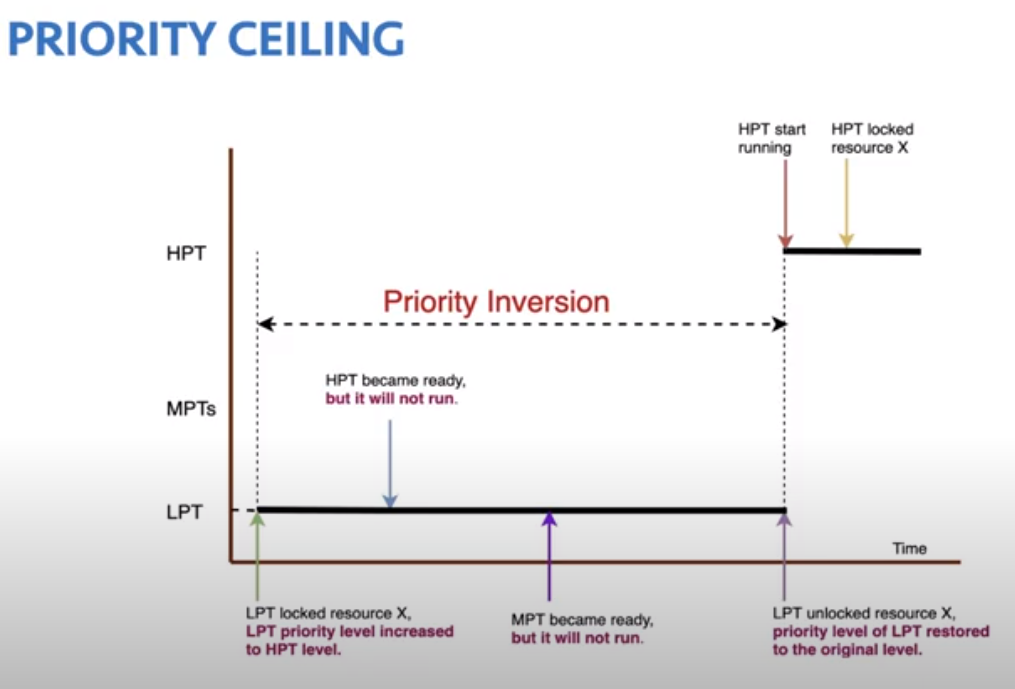 PRIORITY CEILING
HPT start
running
HPT locked
resource X
HPT
Priority Inversion
HPT became ready,
but it will not run.
MPTs
LPT
Time
LPT locked resource X,
LPT priority level increased
to HPT level.
MPT became ready,
but it will not run.
LPT unlocked resource X,
priority level of LPT restored
to the original level.